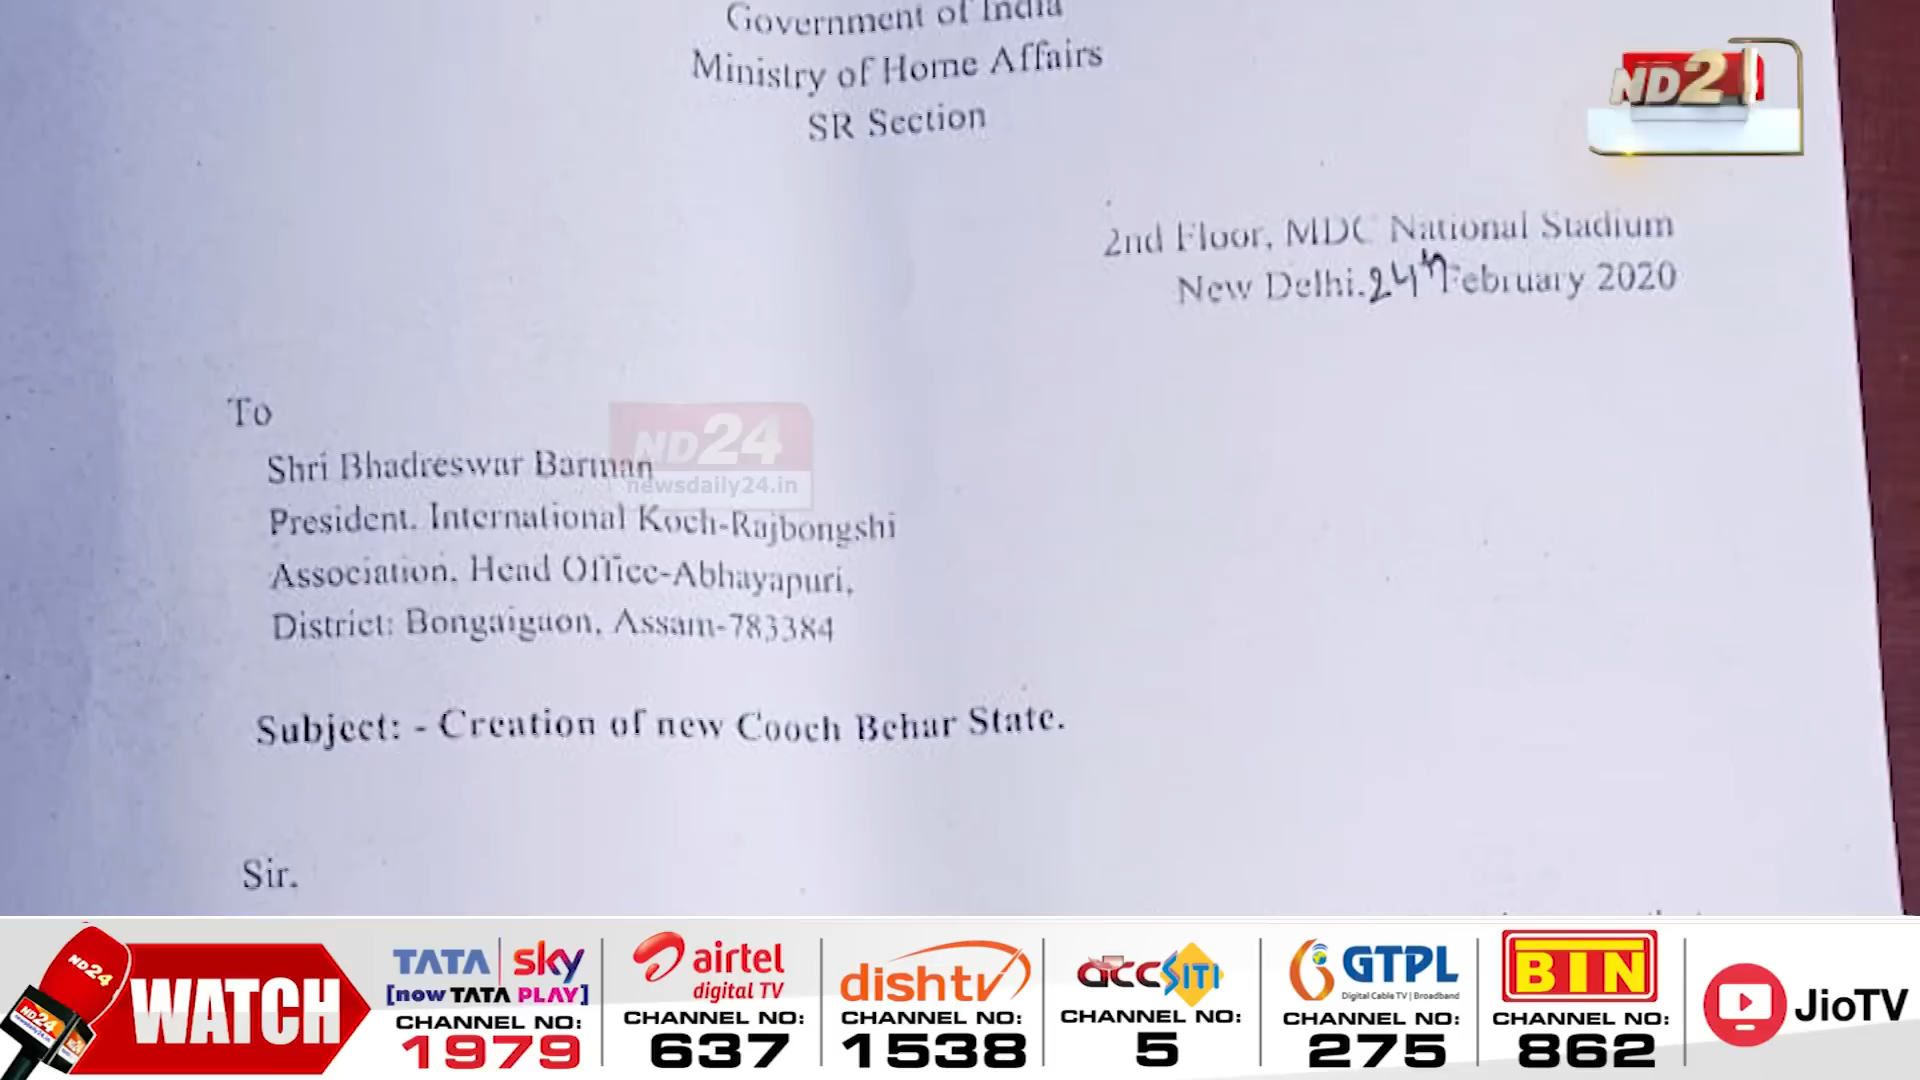 Government of India
Ministry of Home Affairs
SR Section
ND2
2nd Floor, MDC National Stadium
New Delhi. 24th February 2020
To
Shri Bhadreswar Barman
ND24
newsdaily24.in
President, International Koch-Rajbongshi
Association, Head Office-Abhayapuri,
District: Bongaigaon, Assam-783384
Subject: - Creation of new Cooch Behar State.
Sir,
ND24
ND24
WATCH
TATA sky
[now TATA PLAY]
CHANNEL NO:
1979
airtel
digital TV
CHANNEL NO:
637
dishtv
CHANNEL NO:
1538
accSITI
CHANNEL NO:
5
GTPL
Digital Cable TV | Broadband
CHANNEL NO:
275
BIN
CHANNEL NO:
862
JioTV